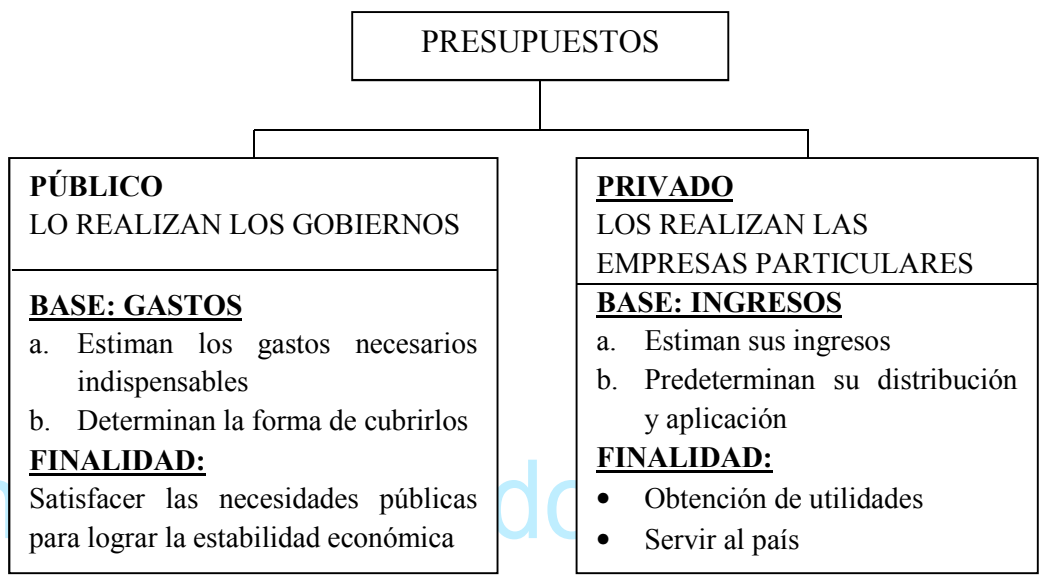 PRESUPUESTOS
PÚBLICO
LO REALIZAN LOS GOBIERNOS
BASE: GASTOS
a. Estiman los gastos necesarios
indispensables
b. Determinan la forma de cubrirlos
FINALIDAD:
Satisfacer las necesidades públicas
para lograr la estabilidad económica
PRIVADO
LOS REALIZAN LAS
EMPRESAS PARTICULARES
BASE: INGRESOS
a. Estiman sus ingresos
b. Predeterminan su distribución
y aplicación
FINALIDAD:
• Obtención de utilidades
• Servir al país